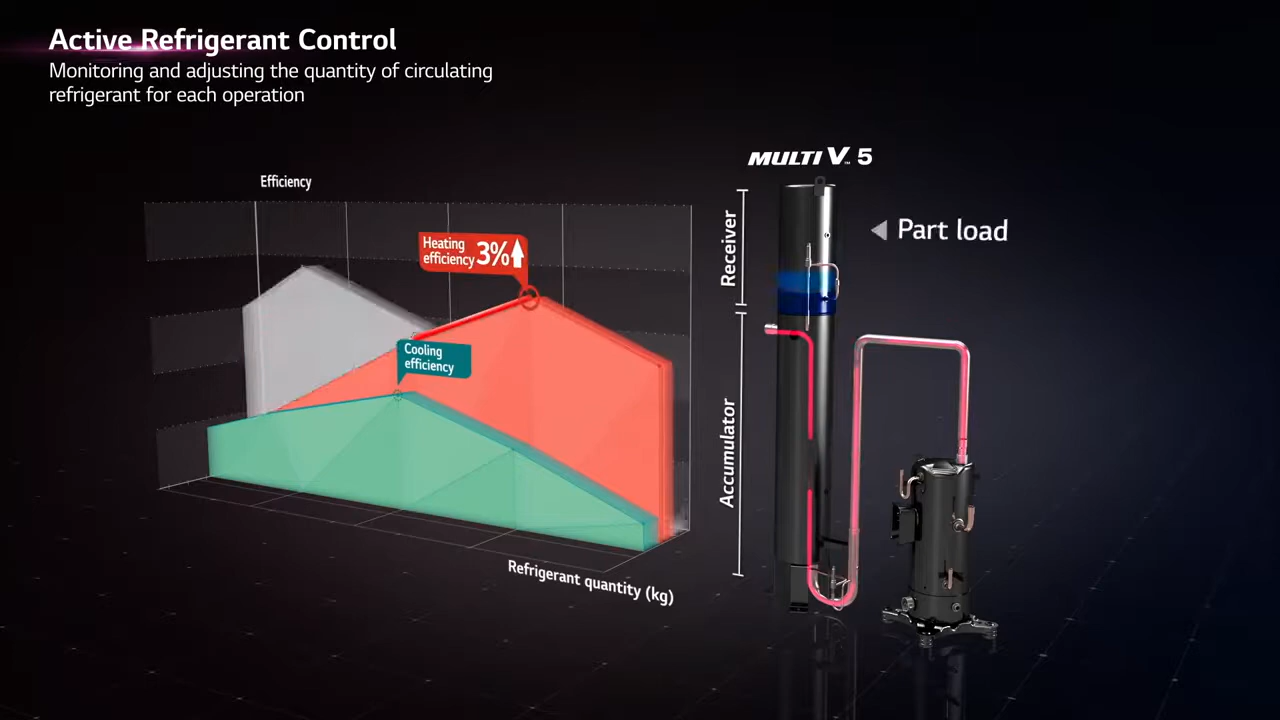 Active Refrigerant Control
Monitoring and adjusting the quantity of circulating
refrigerant for each operation
MULTI V™ 5
Efficiency
Receiver
Part load
Heating
efficiency 3%
Cooling
efficiency
Accumulator
Refrigerant quantity (kg)